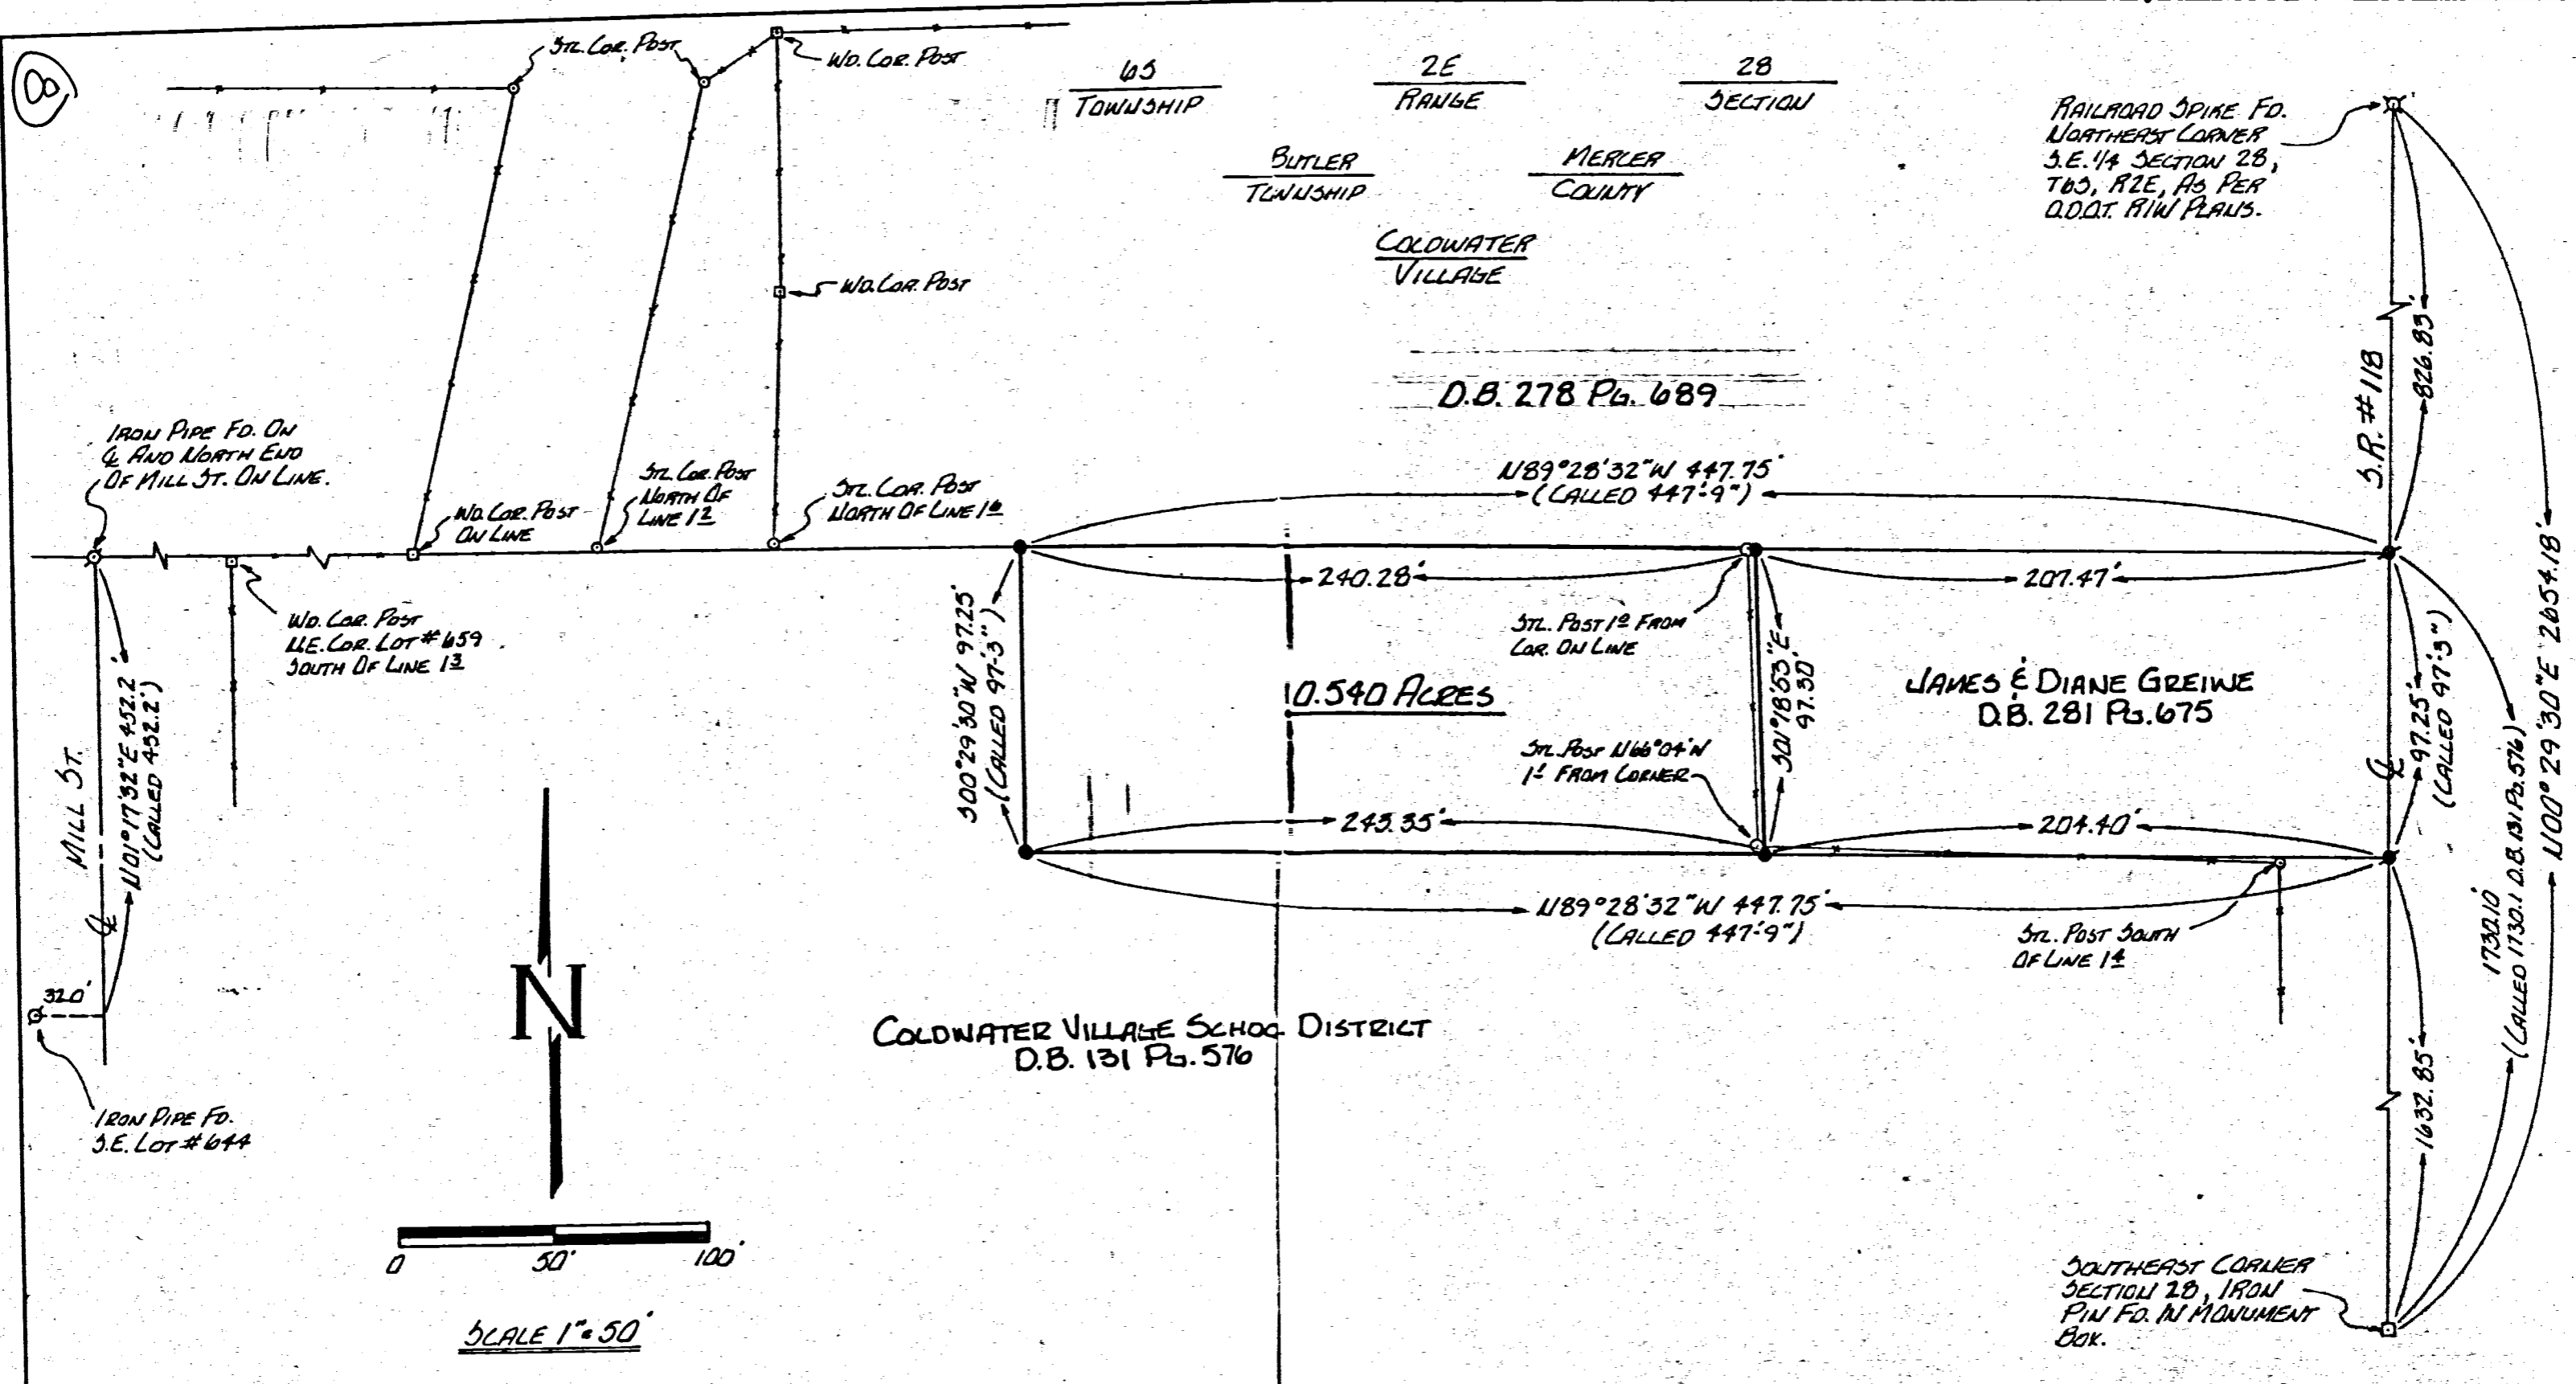 8
STL. COR. POST
WD. COR. POST
6S
TOWNSHIP
2E
RANGE
28
SECTION
BUTLER
TOWNSHIP
MERCER
COUNTY
COLDWATER
VILLAGE
RAILROAD SPIKE FD.
NORTHEAST CORNER
S.E. 1/4 SECTION 28,
T6S, R2E, AS PER
O.D.O.T. R/W PLANS.
WD. COR. POST
D.B. 278 PG. 689
S.R. #118
826.83'
IRON PIPE FD. ON
℄ AND NORTH END
OF MILL ST. ON LINE.
WD. COR. POST
ON LINE
STL. COR. POST
NORTH OF
LINE 1
STL. COR. POST
NORTH OF LINE 1
N89°28'32"W 447.75'
(CALLED 447'-9")
240.28'
207.47'
WD. COR. POST
N.E. COR. LOT #659
SOUTH OF LINE 1
MILL ST.
℄
N01°17'32"E 452.2'
(CALLED 452.2')
S00°29'30"W 97.25'
(CALLED 97'-3")
STL. POST 1 FROM
COR. ON LINE
10.540 ACRES
STL. POST N66°04'W
1 FROM CORNER
S01°18'53"E
97.30'
JAMES & DIANE GREIWE
D.B. 281 PG. 675
℄
97.25'
(CALLED 97'-3")
1730.10'
(CALLED 1730.1 D.B. 131 PG. 576)
N00°29'30"E 2654.18'
243.35'
204.40'
N89°28'32"W 447.75'
(CALLED 447'-9")
STL. POST SOUTH
OF LINE 1
1632.85'
32.0'
N
COLDWATER VILLAGE SCHOOL DISTRICT
D.B. 131 PG. 576
IRON PIPE FD.
S.E. LOT #644
0 50' 100'
SCALE 1"=50'
SOUTHEAST CORNER
SECTION 28, IRON
PIN FD. IN MONUMENT
BOX.